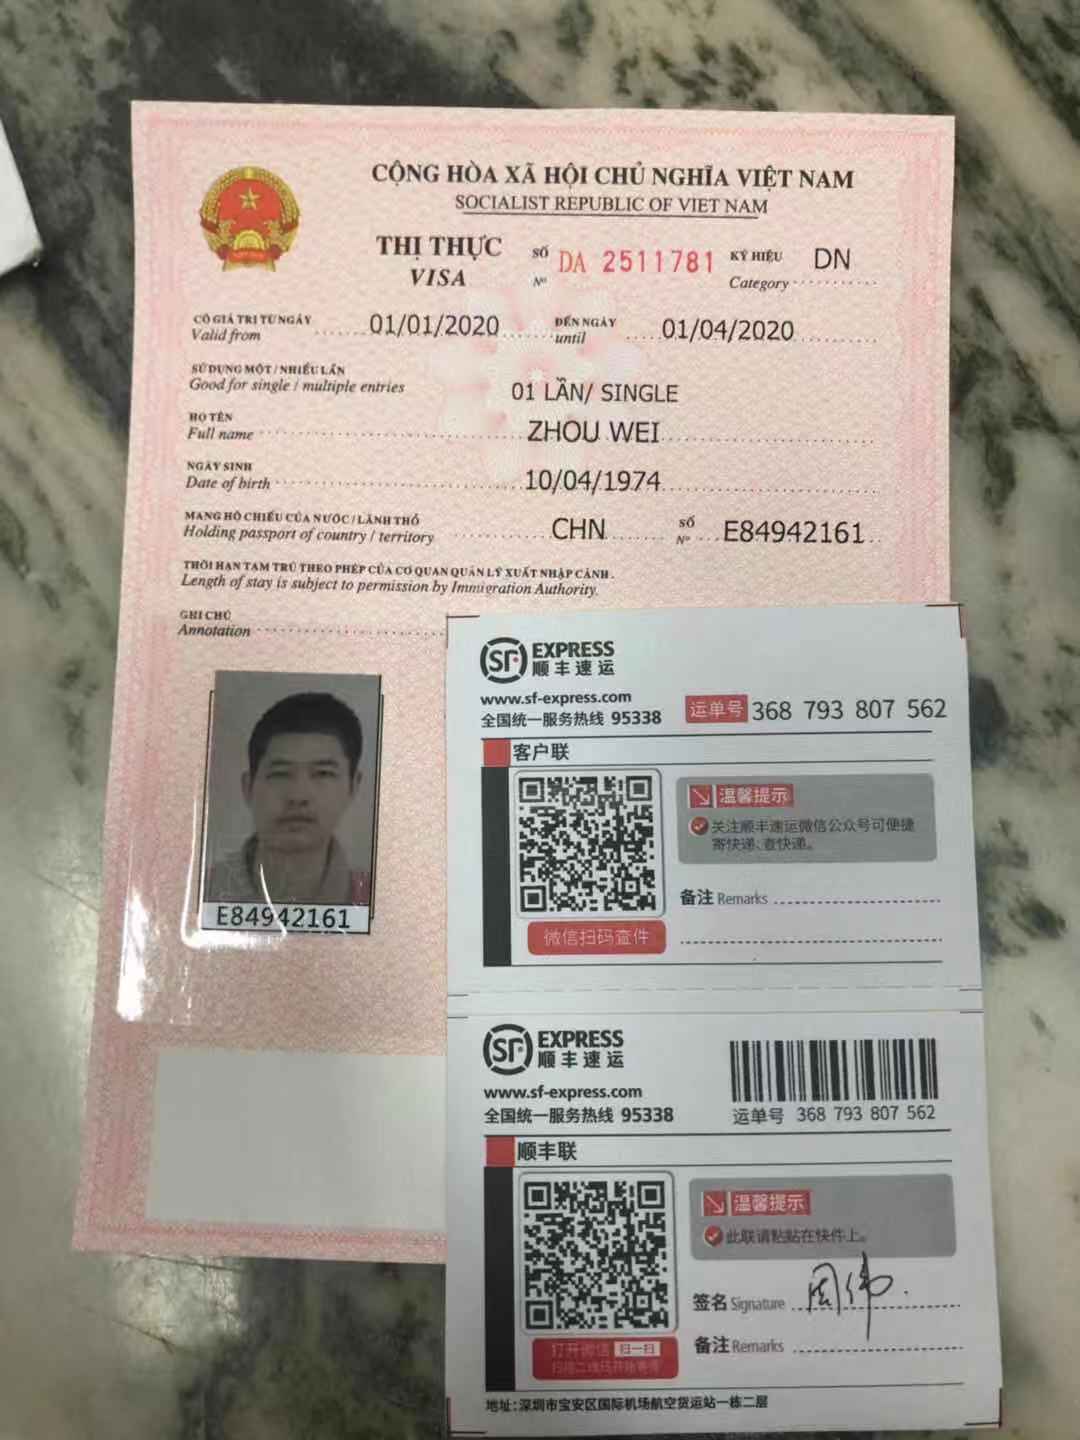 CỘNG HÒA XÃ HỘI CHỦ NGHĨA VIỆT NAM
SOCIALIST REPUBLIC OF VIET NAM
THỊ THỰC
VISA
SỐ
Nº
DA 2511781
KÝ HIỆU
Category
DN
CÓ GIÁ TRỊ TỪ NGÀY
Valid from
01/01/2020
ĐẾN NGÀY
until
01/04/2020
SỬ DỤNG MỘT / NHIỀU LẦN
Good for single / multiple entries
01 LẦN/ SINGLE
HỌ TÊN
Full name
ZHOU WEI
NGÀY SINH
Date of birth
10/04/1974
MANG HỘ CHIẾU CỦA NƯỚC / LÃNH THỔ
Holding passport of country / territory
CHN
SỐ
Nº
E84942161
THỜI HẠN TẠM TRÚ THEO PHÉP CỦA CƠ QUAN QUẢN LÝ XUẤT NHẬP CẢNH.
Length of stay is subject to permission by Immigration Authority.
GHI CHÚ
Annotation
E84942161
SF EXPRESS
顺丰速运
www.sf-express.com
全国统一服务热线 95338
运单号 368 793 807 562
客户联
温馨提示
关注顺丰速运微信公众号可便捷
寄快递、查快递。
备注 Remarks
微信扫码查件
SF EXPRESS
顺丰速运
www.sf-express.com
全国统一服务热线 95338
运单号 368 793 807 562
顺丰联
温馨提示
此联请粘贴在快件上。
签名 Signature 周伟
备注 Remarks
打开微信 扫一扫
地址：深圳市宝安区国际机场航空货运站一栋二层